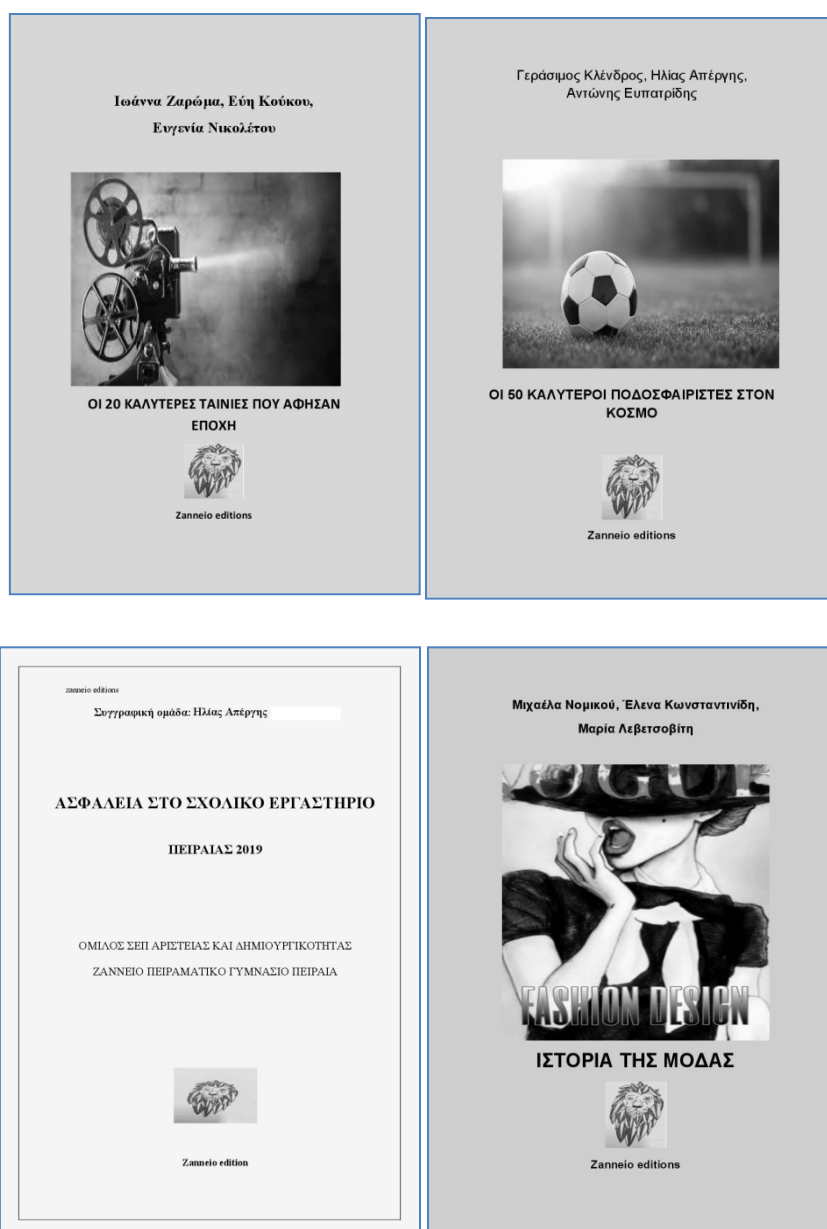 Ιωάννα Ζαρώμα, Εύη Κούκου,
Ευγενία Νικολέτου
ΟΙ 20 ΚΑΛΥΤΕΡΕΣ ΤΑΙΝΙΕΣ ΠΟΥ ΑΦΗΣΑΝ
ΕΠΟΧΗ
Zanneio editions
Γεράσιμος Κλένδρος, Ηλίας Απέργης,
Αντώνης Ευπατρίδης
ΟΙ 50 ΚΑΛΥΤΕΡΟΙ ΠΟΔΟΣΦΑΙΡΙΣΤΕΣ ΣΤΟΝ
ΚΟΣΜΟ
Zanneio editions
zanneio editions
Συγγραφική ομάδα: Ηλίας Απέργης
ΑΣΦΑΛΕΙΑ ΣΤΟ ΣΧΟΛΙΚΟ ΕΡΓΑΣΤΗΡΙΟ
ΠΕΙΡΑΙΑΣ 2019
ΟΜΙΛΟΣ ΣΕΠ ΑΡΙΣΤΕΙΑΣ ΚΑΙ ΔΗΜΙΟΥΡΓΙΚΟΤΗΤΑΣ
ΖΑΝΝΕΙΟ ΠΕΙΡΑΜΑΤΙΚΟ ΓΥΜΝΑΣΙΟ ΠΕΙΡΑΙΑ
Zanneio edition
Μιχαέλα Νομικού, Έλενα Κωνσταντινίδη,
Μαρία Λεβετσοβίτη
VOGUE
FASHION DESIGN
ΙΣΤΟΡΙΑ ΤΗΣ ΜΟΔΑΣ
Zanneio editions